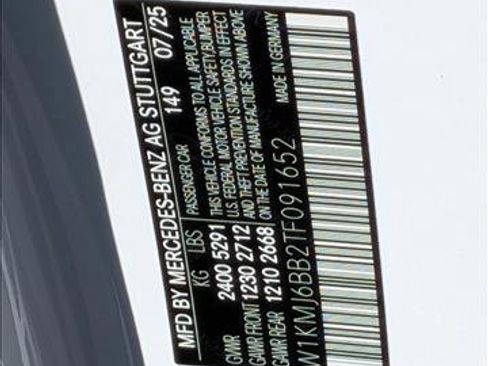 MFD BY MERCEDES-BENZ AG STUTTGART
149 07/25
KG LBS
GVWR 2400 5291
GAWR FRONT 1230 2712
GAWR REAR 1210 2668
PASSENGER CAR
THIS VEHICLE CONFORMS TO ALL APPLICABLE
U.S. FEDERAL MOTOR VEHICLE SAFETY, BUMPER
AND THEFT PREVENTION STANDARDS IN EFFECT
ON THE DATE OF MANUFACTURE SHOWN ABOVE
MADE IN GERMANY
W1KMJ6BB2TF091652